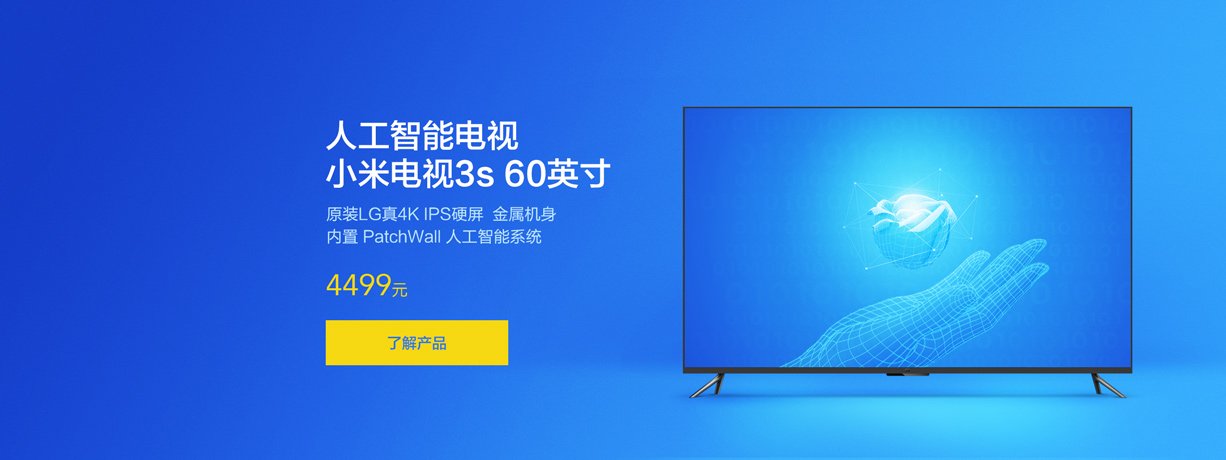 人工智能电视
小米电视3s 60英寸
原装LG真4K IPS硬屏 金属机身
内置 PatchWall 人工智能系统
4499元
了解产品